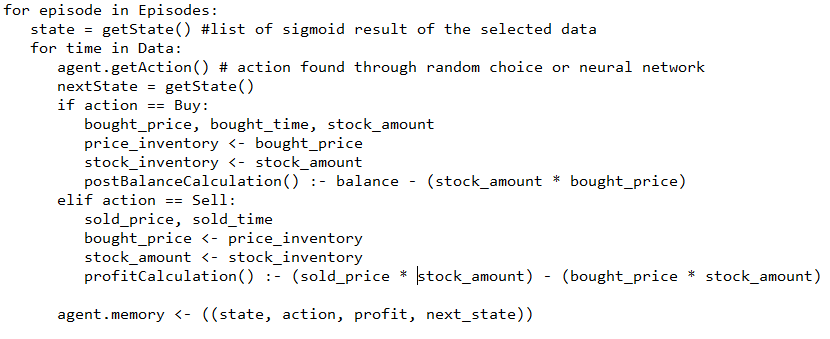 for episode in Episodes:
   state = getState() #list of sigmoid result of the selected data
   for time in Data:
      agent.getAction() # action found through random choice or neural network
      nextState = getState()
      if action == Buy:
         bought_price, bought_time, stock_amount
         price_inventory <- bought_price
         stock_inventory <- stock_amount
         postBalanceCalculation() :- balance - (stock_amount * bought_price)
      elif action == Sell:
         sold_price, sold_time
         bought_price <- price_inventory
         stock_amount <- stock_inventory
         profitCalculation() :- (sold_price * stock_amount) - (bought_price * stock_amount)

      agent.memory <- ((state, action, profit, next_state))